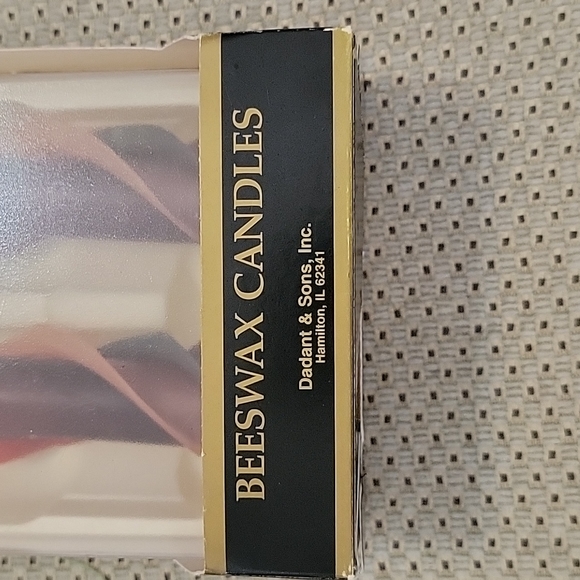 BEESWAX CANDLES
Dadant & Sons, Inc.
Hamilton, IL 62341